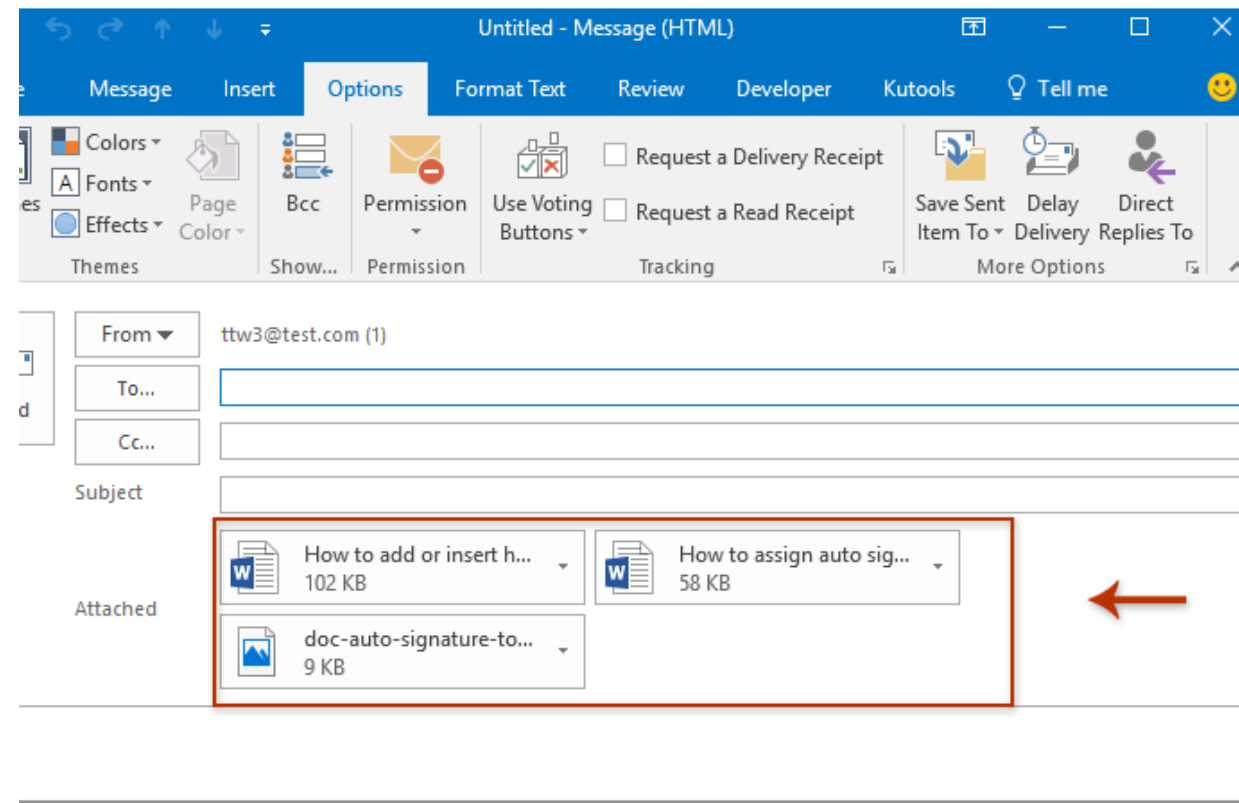 Untitled - Message (HTML)
Message Insert Options Format Text Review Developer Kutools Tell me
Colors
Fonts
Effects
Page Color
Bcc
Permission
Use Voting Buttons
Request a Delivery Receipt
Request a Read Receipt
Save Sent Item To
Delay Delivery
Direct Replies To
Themes Show... Permission Tracking More Options
From ttw3@test.com (1)
To...
Cc...
Subject
Attached
How to add or insert h...
102 KB
How to assign auto sig...
58 KB
doc-auto-signature-to...
9 KB